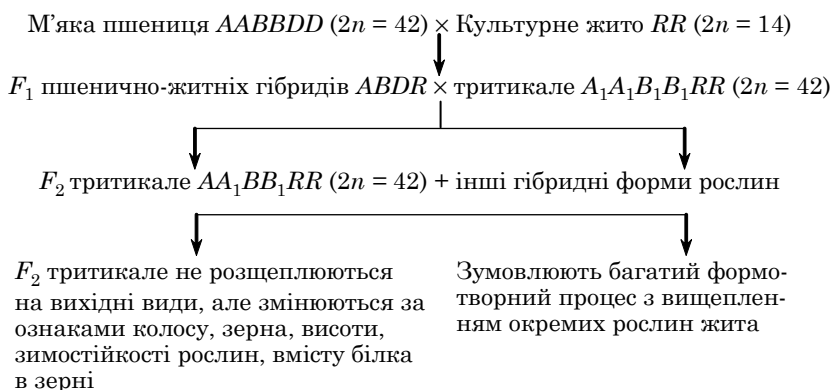 М'яка пшениця AABBDD (2n = 42) × Культурне жито RR (2n = 14)
F₁ пшенично-житніх гібридів ABDR × тритикале A₁A₁B₁B₁RR (2n = 42)
F₂ тритикале AA₁BB₁RR (2n = 42) + інші гібридні форми рослин
F₂ тритикале не розщеплюються
на вихідні види, але змінюються за
ознаками колосу, зерна, висоти,
зимостійкості рослин, вмісту білка
в зерні
Зумовлюють багатий формо-
творний процес з вищеплен-
ням окремих рослин жита